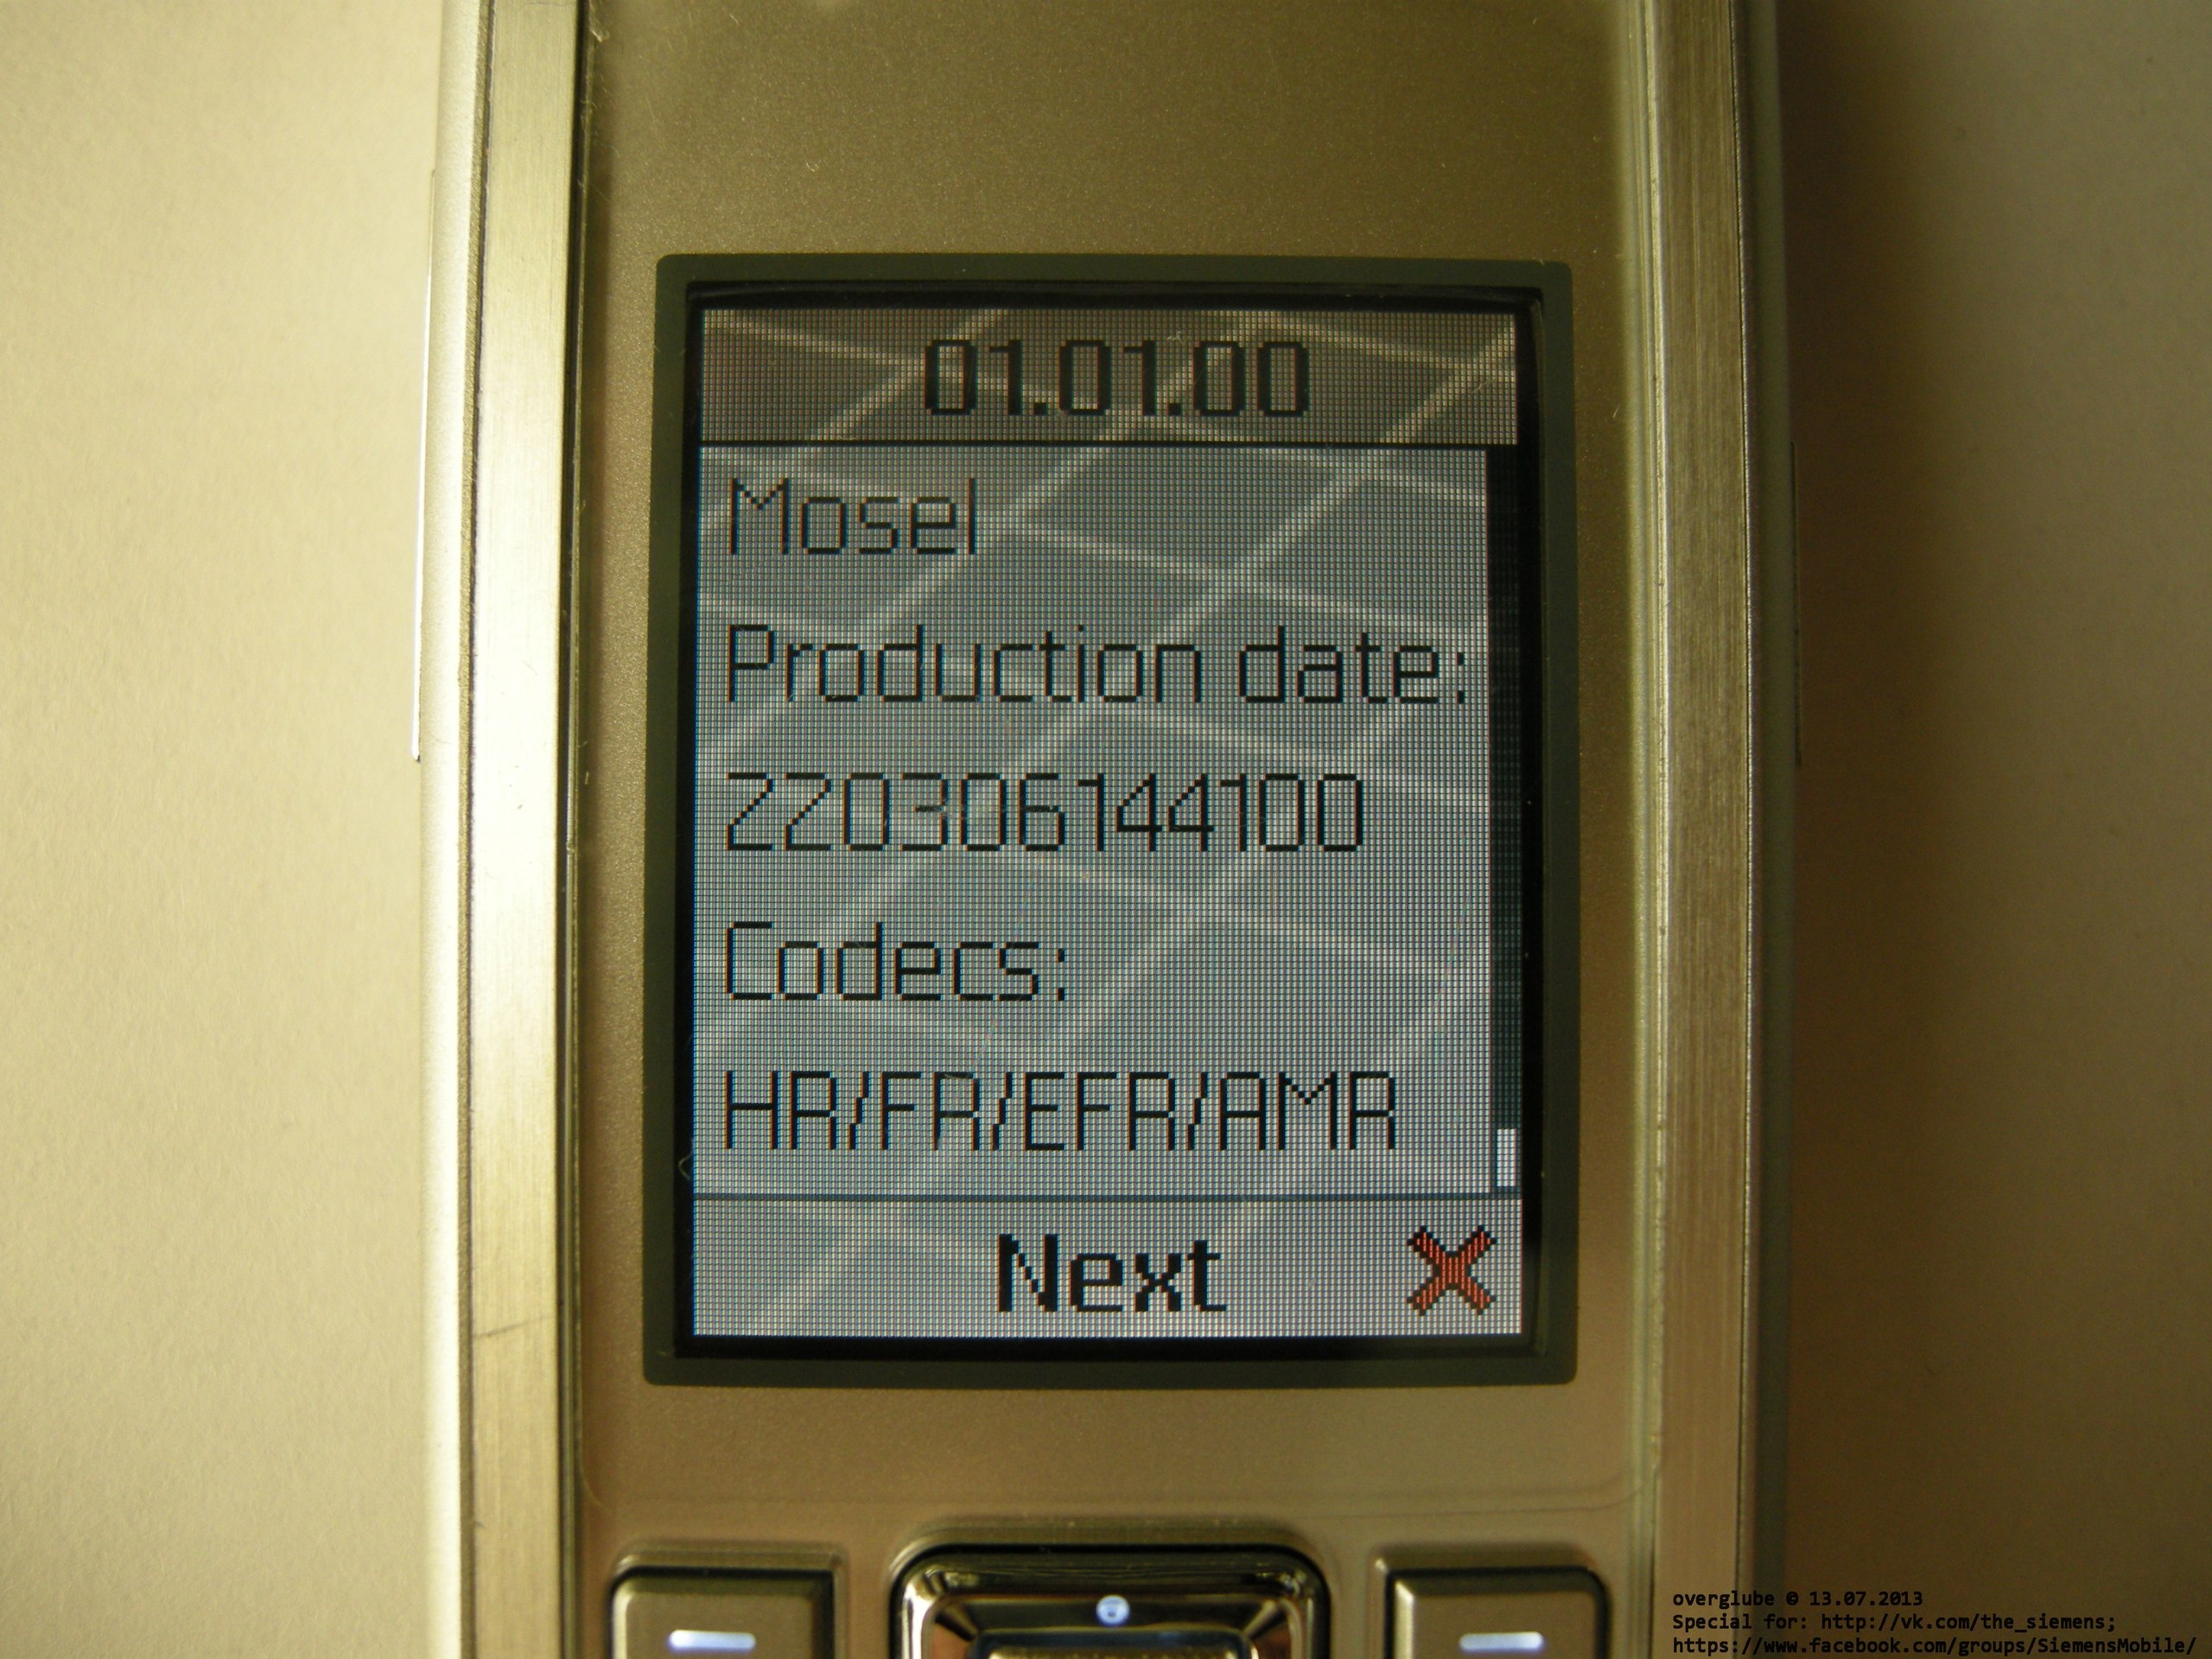 01.01.00
Mosel
Production date:
220306144100
Codecs:
HR/FR/EFR/AMR
Next
overglube © 13.07.2013
Special for: http://vk.com/the_siemens;
https://www.facebook.com/groups/SiemensMobile/